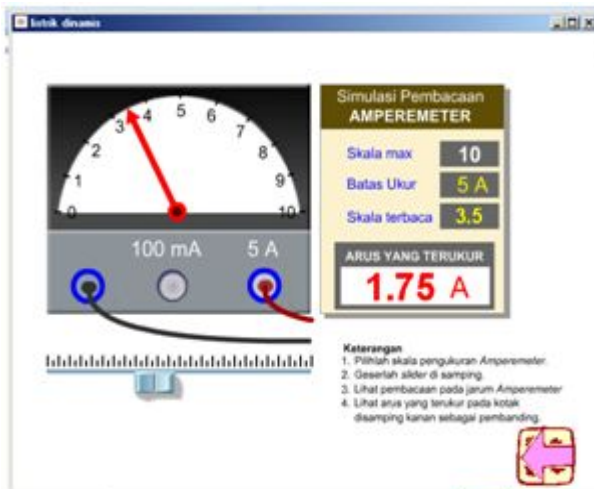 listrik dinamis
0 1 2 3 4 5 6 7 8 9 10
100 mA 5 A
Simulasi Pembacaan
AMPEREMETER
Skala max 10
Batas Ukur 5 A
Skala terbaca 3.5
ARUS YANG TERUKUR
1.75 A
Keterangan
1. Pilihlah skala pengukuran Amperemeter.
2. Geserlah slider di samping.
3. Lihat pembacaan pada jarum Amperemeter
4. Lihat arus yang terukur pada kotak
disamping kanan sebagai pembanding.